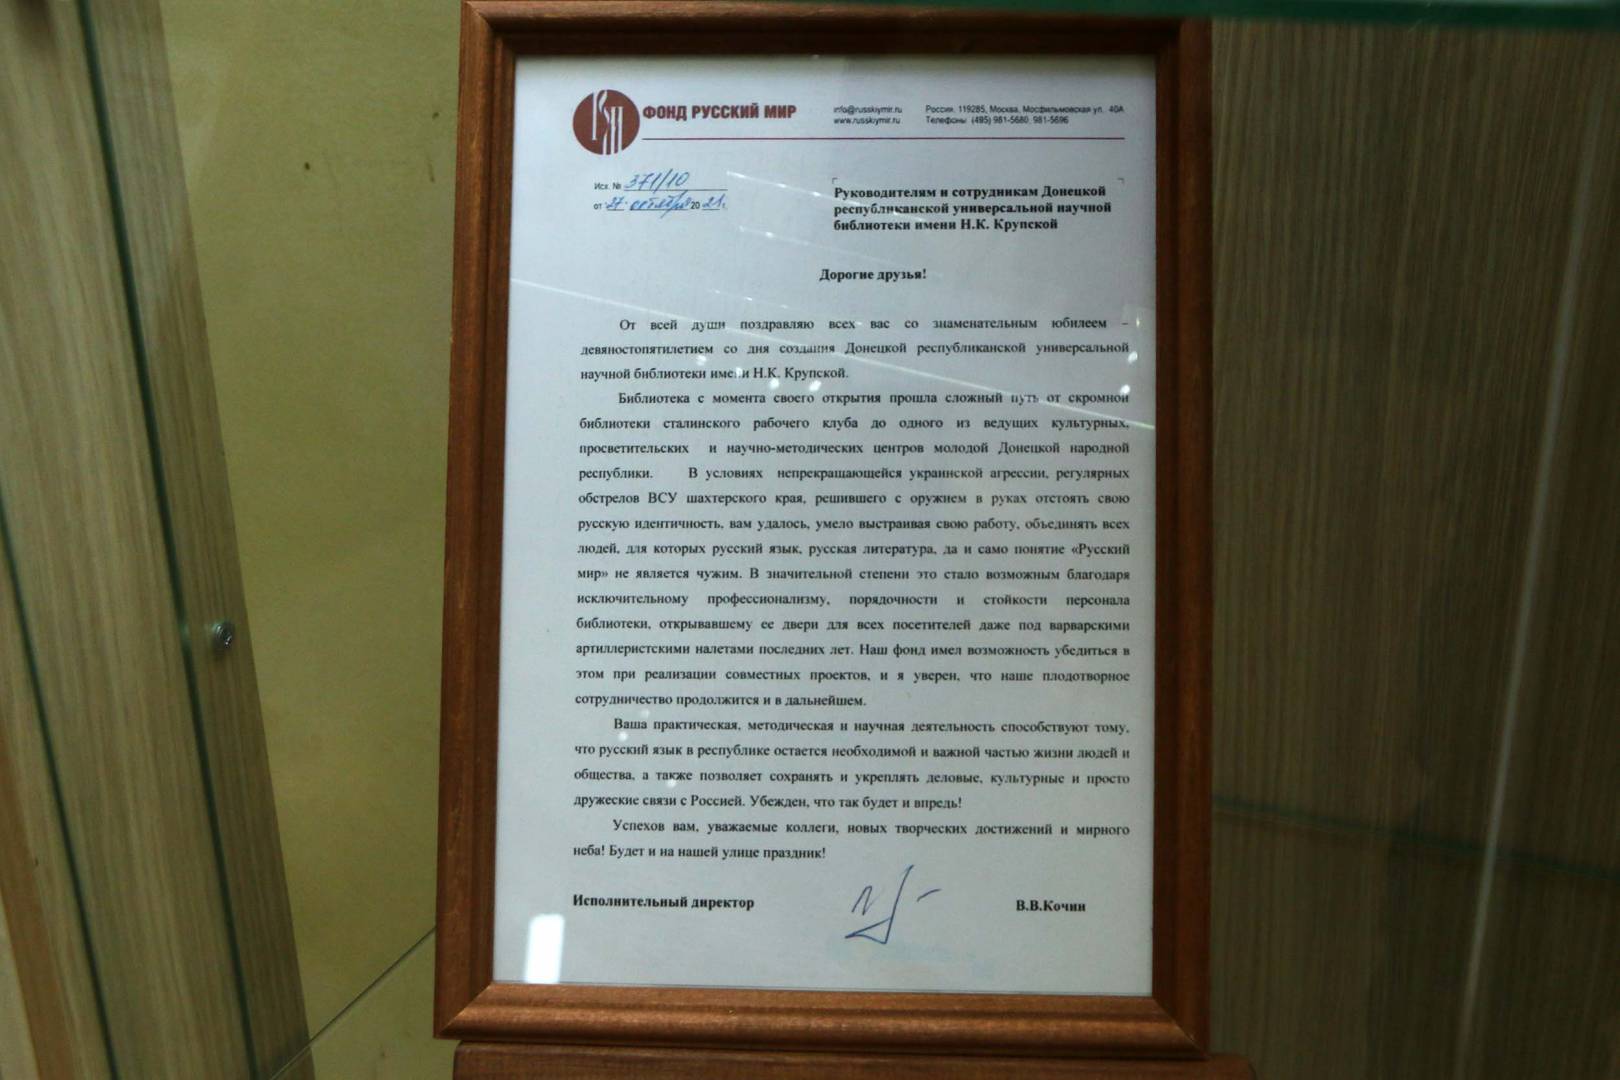 ФОНД РУССКИЙ МИР
info@russkiymir.ru
www.russkiymir.ru
Россия, 119285, Москва, Мосфильмовская ул. 40А
Телефоны (495) 981-5680, 981-5696
Исх. № 371/10
от 27 октября 2021 г.
Руководителям и сотрудникам Донецкой
республиканской универсальной научной
библиотеки имени Н.К. Крупской
Дорогие друзья!
От всей души поздравляю всех вас со знаменательным юбилеем –
девяностопятилетием со дня создания Донецкой республиканской универсальной
научной библиотеки имени Н.К. Крупской.
Библиотека с момента своего открытия прошла сложный путь от скромной
библиотеки сталинского рабочего клуба до одного из ведущих культурных,
просветительских и научно-методических центров молодой Донецкой народной
республики. В условиях непрекращающейся украинской агрессии, регулярных
обстрелов ВСУ шахтерского края, решившего с оружием в руках отстоять свою
русскую идентичность, вам удалось, умело выстраивая свою работу, объединять всех
людей, для которых русский язык, русская литература, да и само понятие «Русский
мир» не является чужим. В значительной степени это стало возможным благодаря
исключительному профессионализму, порядочности и стойкости персонала
библиотеки, открывавшему ее двери для всех посетителей даже под варварскими
артиллеристскими налетами последних лет. Наш фонд имел возможность убедиться в
этом при реализации совместных проектов, и я уверен, что наше плодотворное
сотрудничество продолжится и в дальнейшем.
Ваша практическая, методическая и научная деятельность способствуют тому,
что русский язык в республике остается необходимой и важной частью жизни людей и
общества, а также позволяет сохранять и укреплять деловые, культурные и просто
дружеские связи с Россией. Убежден, что так будет и впредь!
Успехов вам, уважаемые коллеги, новых творческих достижений и мирного
неба! Будет и на нашей улице праздник!
Исполнительный директор
В.В.Кочин